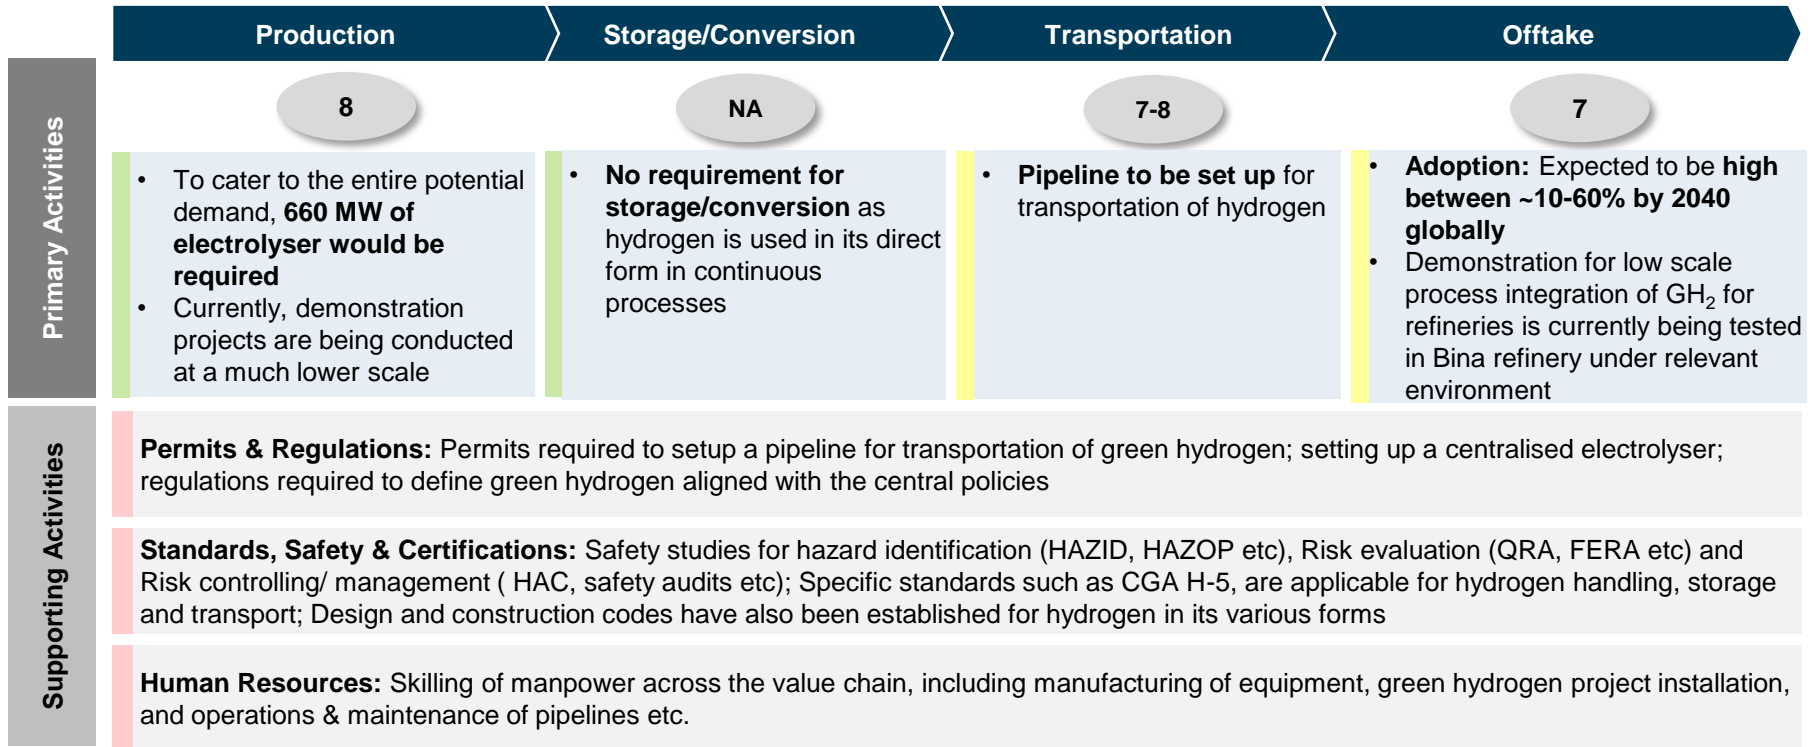 Production
Storage/Conversion
Transportation
Offtake
Primary Activities
8
NA
7-8
7
• To cater to the entire potential
demand, 660 MW of
electrolyser would be
required
• Currently, demonstration
projects are being conducted
at a much lower scale
• No requirement for
storage/conversion as
hydrogen is used in its direct
form in continuous
processes
• Pipeline to be set up for
transportation of hydrogen
• Adoption: Expected to be high
between ~10-60% by 2040
globally
• Demonstration for low scale
process integration of GH₂ for
refineries is currently being tested
in Bina refinery under relevant
environment
Supporting Activities
Permits & Regulations: Permits required to setup a pipeline for transportation of green hydrogen; setting up a centralised electrolyser;
regulations required to define green hydrogen aligned with the central policies
Standards, Safety & Certifications: Safety studies for hazard identification (HAZID, HAZOP etc), Risk evaluation (QRA, FERA etc) and
Risk controlling/ management ( HAC, safety audits etc); Specific standards such as CGA H-5, are applicable for hydrogen handling, storage
and transport; Design and construction codes have also been established for hydrogen in its various forms
Human Resources: Skilling of manpower across the value chain, including manufacturing of equipment, green hydrogen project installation,
and operations & maintenance of pipelines etc.